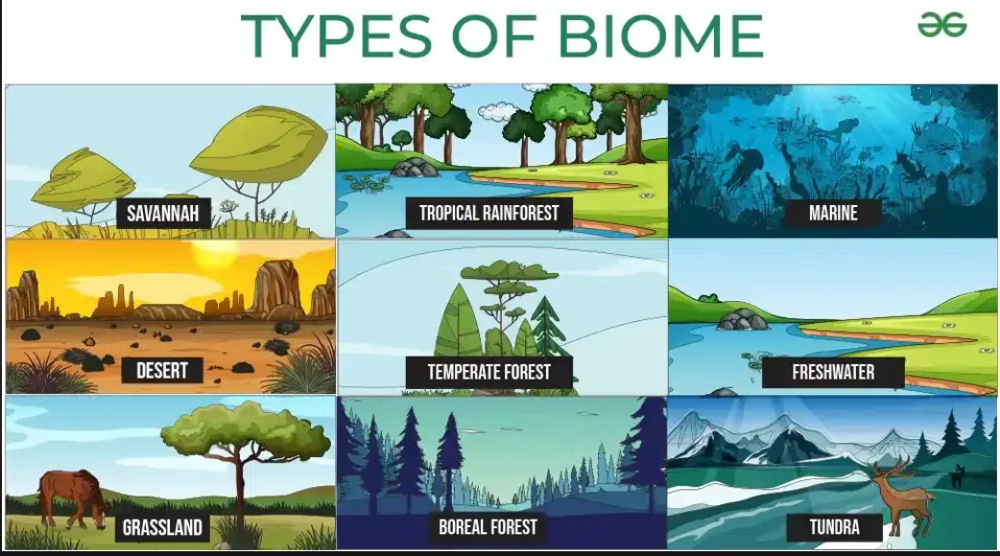 TYPES OF BIOME
SAVANNAH
TROPICAL RAINFOREST
MARINE
DESERT
TEMPERATE FOREST
FRESHWATER
GRASSLAND
BOREAL FOREST
TUNDRA